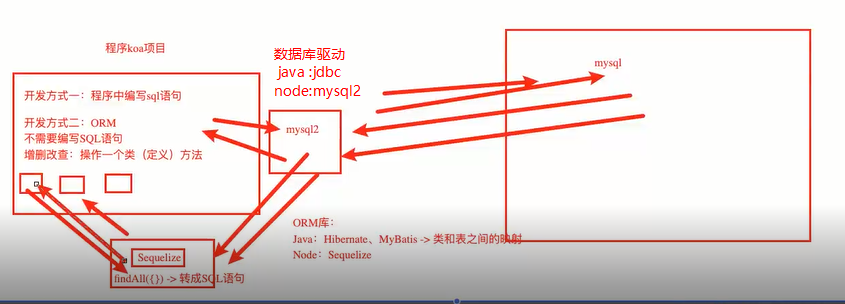 程序koa项目
数据库驱动
java :jdbc
node:mysql2
mysql
开发方式一：程序中编写sql语句
开发方式二：ORM
不需要编写SQL语句
增删改查：操作一个类（定义）方法
mysql2
ORM库：
Java：Hibernate、MyBatis -> 类和表之间的映射
Node：Sequelize
Sequelize
findAll({}) -> 转成SQL语句